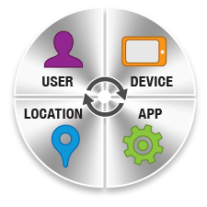 USER
DEVICE
LOCATION
APP